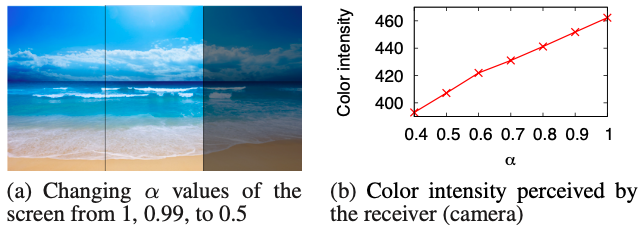 460
440
420
400
Color intensity
0.4 0.5 0.6 0.7 0.8 0.9 1
α
(a) Changing α values of the
screen from 1, 0.99, to 0.5
(b) Color intensity perceived by
the receiver (camera)